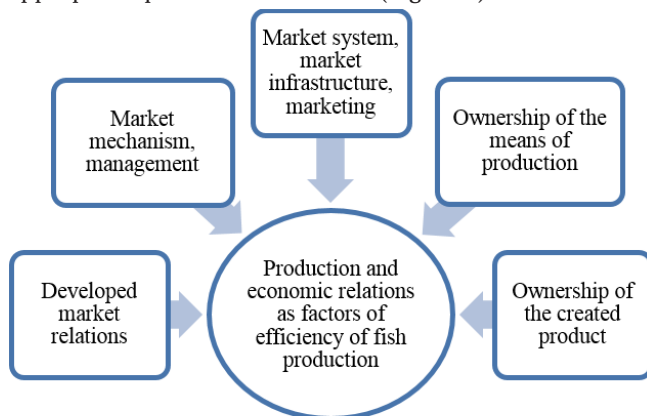 Market system,
market
infrastructure,
marketing
Market
mechanism,
management
Ownership of the
means of
production
Developed
market
relations
Production and
economic relations
as factors of
efficiency of fish
production
Ownership of
the created
product